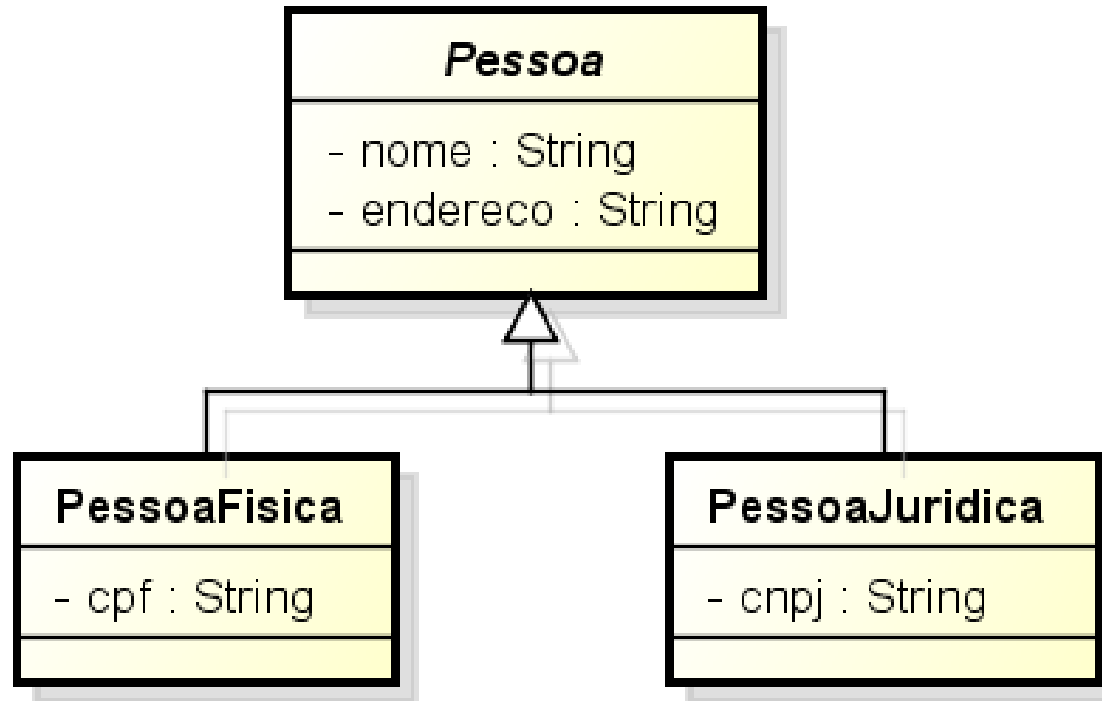 Pessoa
- nome : String
- endereco : String
PessoaFisica
- cpf : String
PessoaJuridica
- cnpj : String